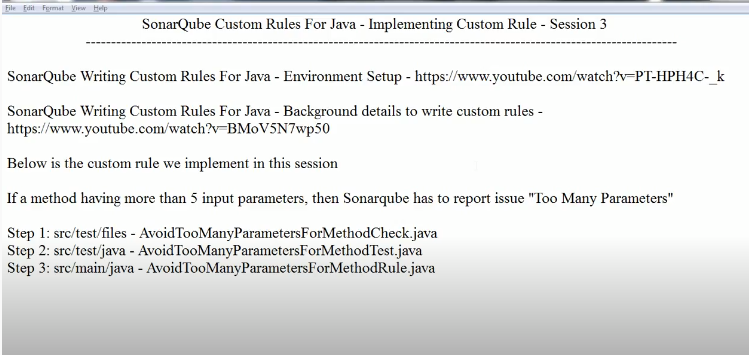 File Edit Format View Help
SonarQube Custom Rules For Java - Implementing Custom Rule - Session 3
--------------------------------------------------------------------------------------------------------------------
SonarQube Writing Custom Rules For Java - Environment Setup - https://www.youtube.com/watch?v=PT-HPH4C-_k
SonarQube Writing Custom Rules For Java - Background details to write custom rules -
https://www.youtube.com/watch?v=BMoV5N7wp50
Below is the custom rule we implement in this session
If a method having more than 5 input parameters, then Sonarqube has to report issue "Too Many Parameters"
Step 1: src/test/files - AvoidTooManyParametersForMethodCheck.java
Step 2: src/test/java - AvoidTooManyParametersForMethodTest.java
Step 3: src/main/java - AvoidTooManyParametersForMethodRule.java